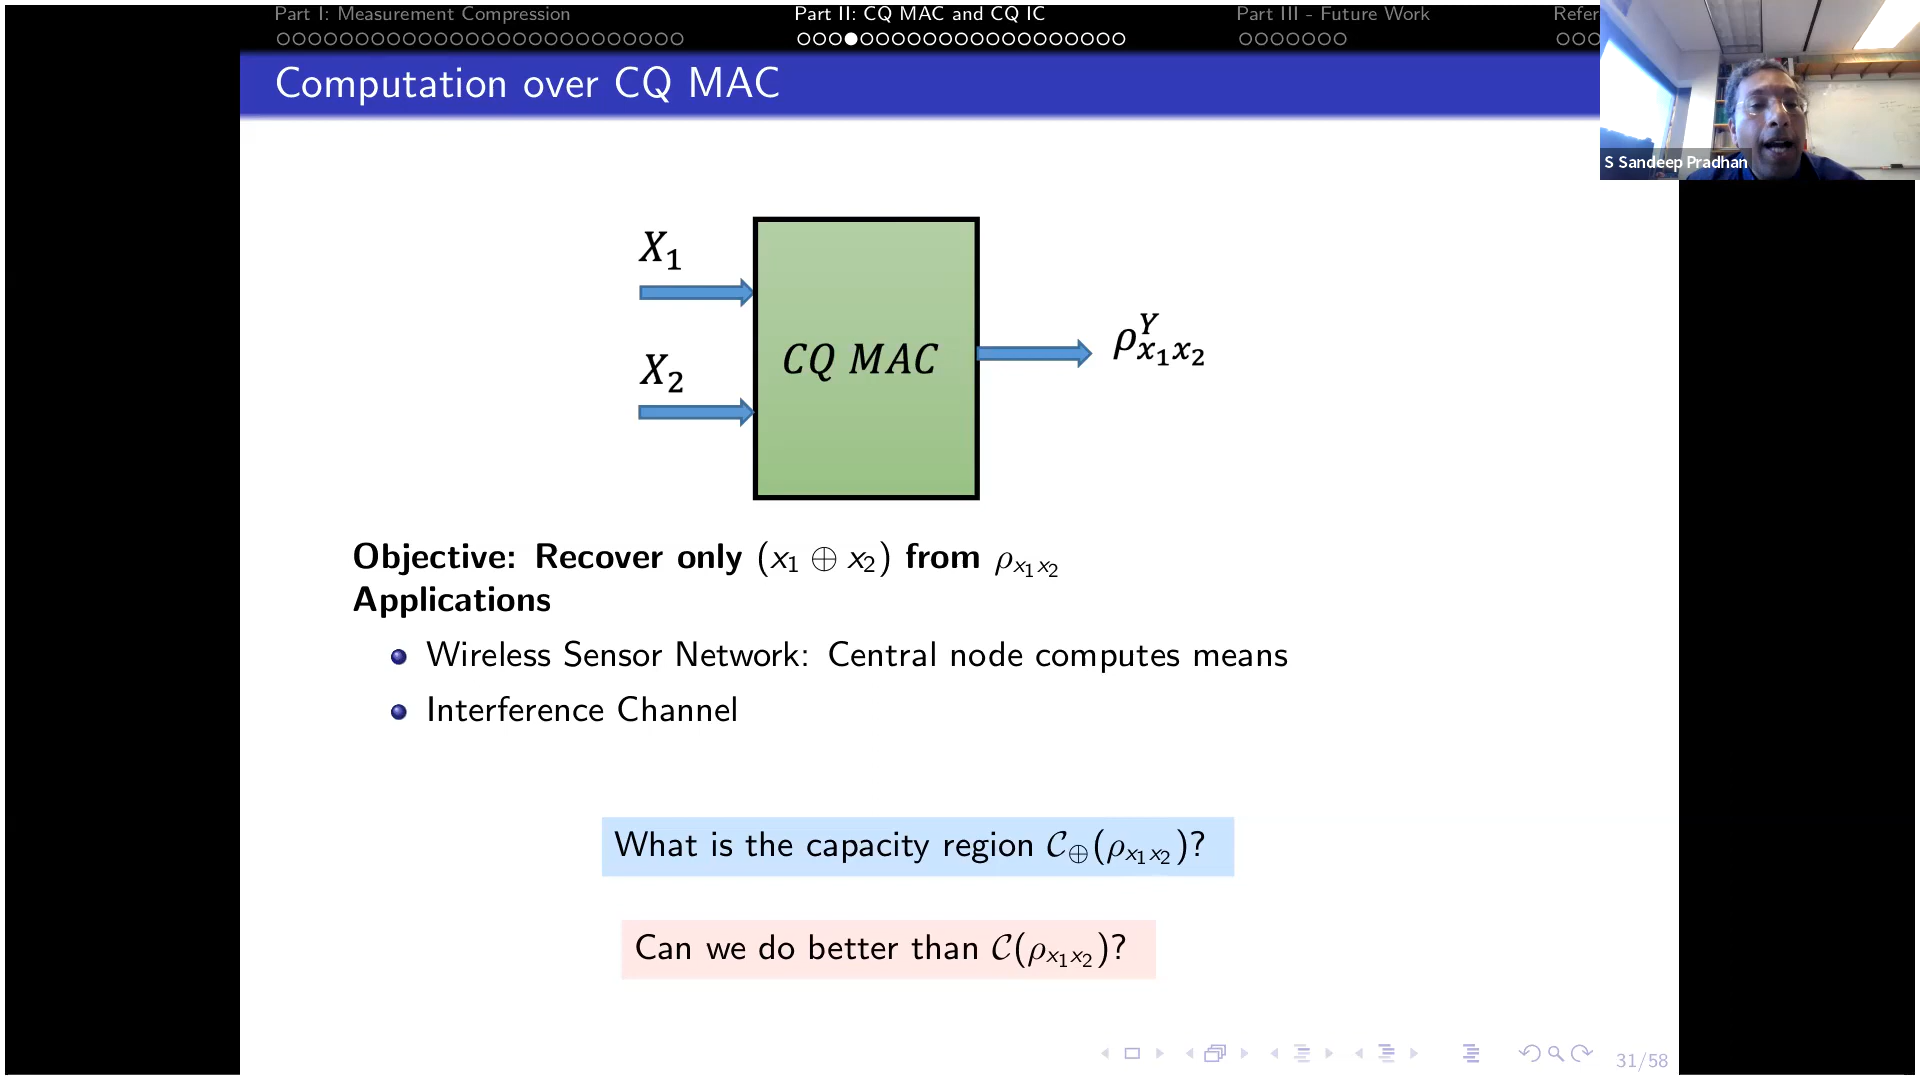 Part I: Measurement Compression Part II: CQ MAC and CQ IC Part III - Future Work Refer
Computation over CQ MAC
S Sandeep Pradhan
X₁
X₂
CQ MAC
ρ^Y_{x₁x₂}
Objective: Recover only (x₁ ⊕ x₂) from ρ_{x₁x₂}
Applications
Wireless Sensor Network: Central node computes means
Interference Channel
What is the capacity region 𝒞_⊕(ρ_{x₁x₂})?
Can we do better than 𝒞(ρ_{x₁x₂})?
31/58